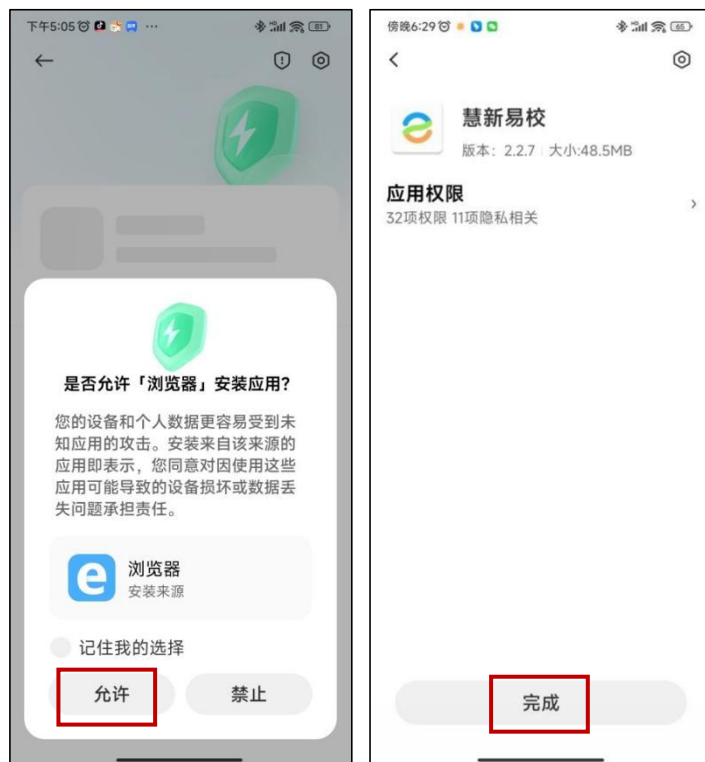 下午5:05
81
是否允许「浏览器」安装应用？
您的设备和个人数据更容易受到未
知应用的攻击。安装来自该来源的
应用即表示，您同意对因使用这些
应用可能导致的设备损坏或数据丢
失问题承担责任。
浏览器
安装来源
记住我的选择
允许
禁止
傍晚6:29
65
慧新易校
版本：2.2.7 大小:48.5MB
应用权限
32项权限 11项隐私相关
完成